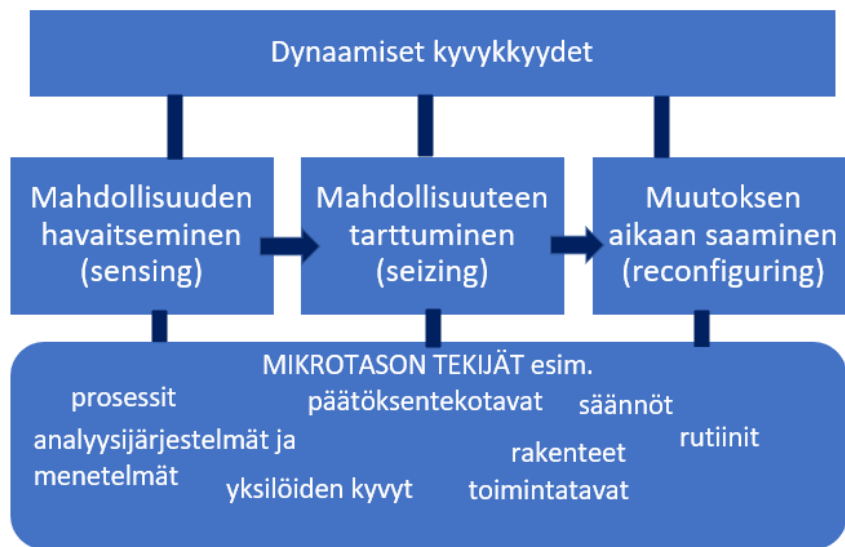 Dynaamiset kyvykkyydet
Mahdollisuuden
havaitseminen
(sensing)
Mahdollisuuteen
tarttuminen
(seizing)
Muutoksen
aikaan saaminen
(reconfiguring)
MIKROTASON TEKIJÄT esim.
prosessit
päätöksentekotavat
säännöt
analyysijärjestelmät ja
menetelmät
rutiinit
rakenteet
yksilöiden kyvyt
toimintatavat